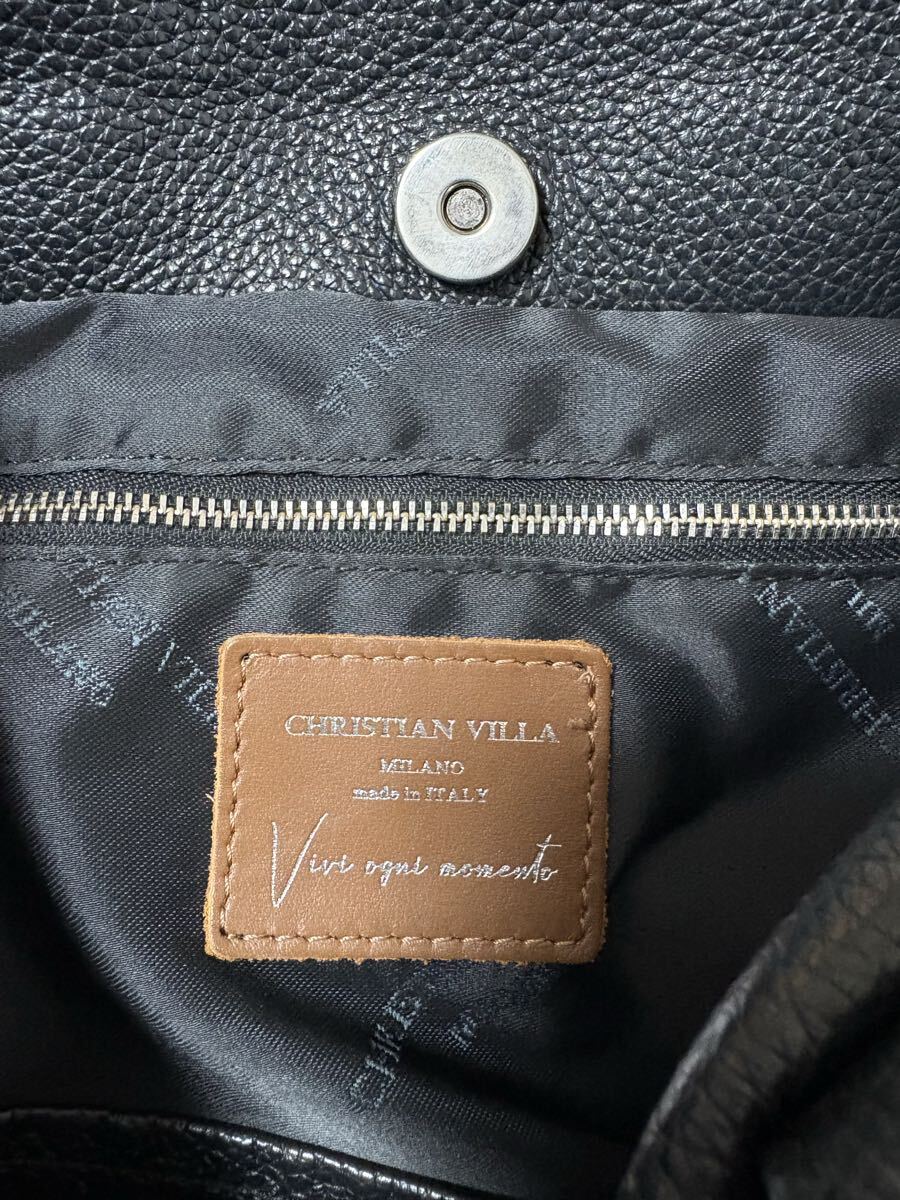 CHRISTIAN VILLA
MILANO
made in ITALY
Vivi ogni momento